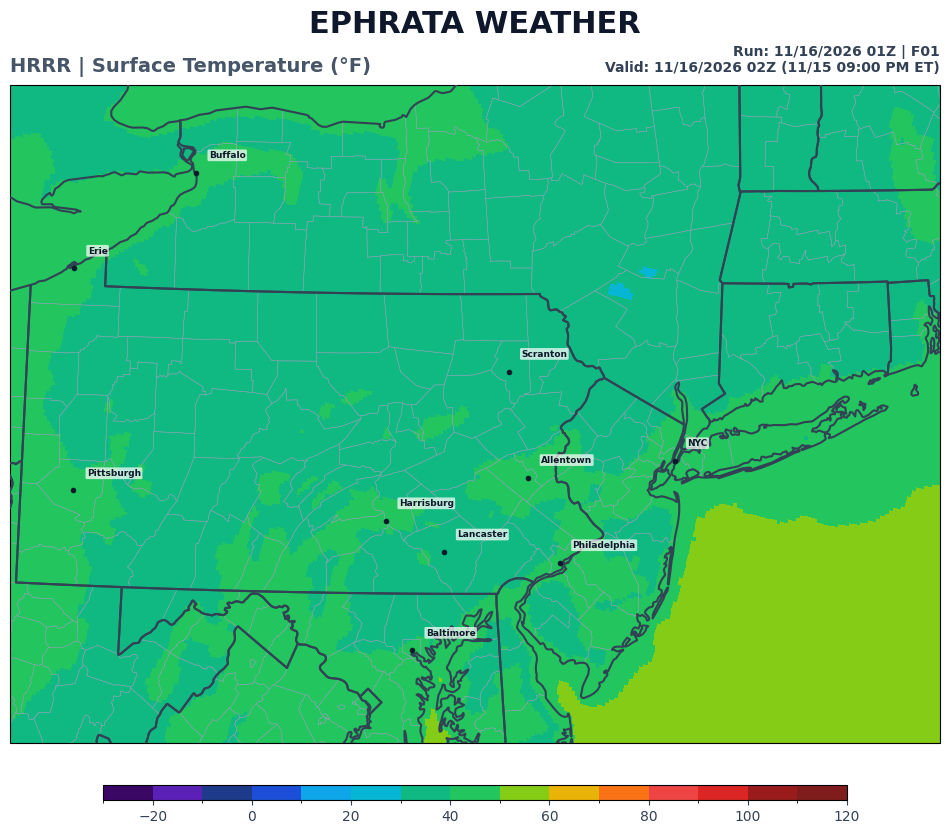 EPHRATA WEATHER
HRRR | Surface Temperature (°F)
Run: 11/16/2026 01Z | F01
Valid: 11/16/2026 02Z (11/15 09:00 PM ET)
Buffalo
Erie
Scranton
NYC
Allentown
Pittsburgh
Harrisburg
Lancaster
Philadelphia
Baltimore
−20 0 20 40 60 80 100 120